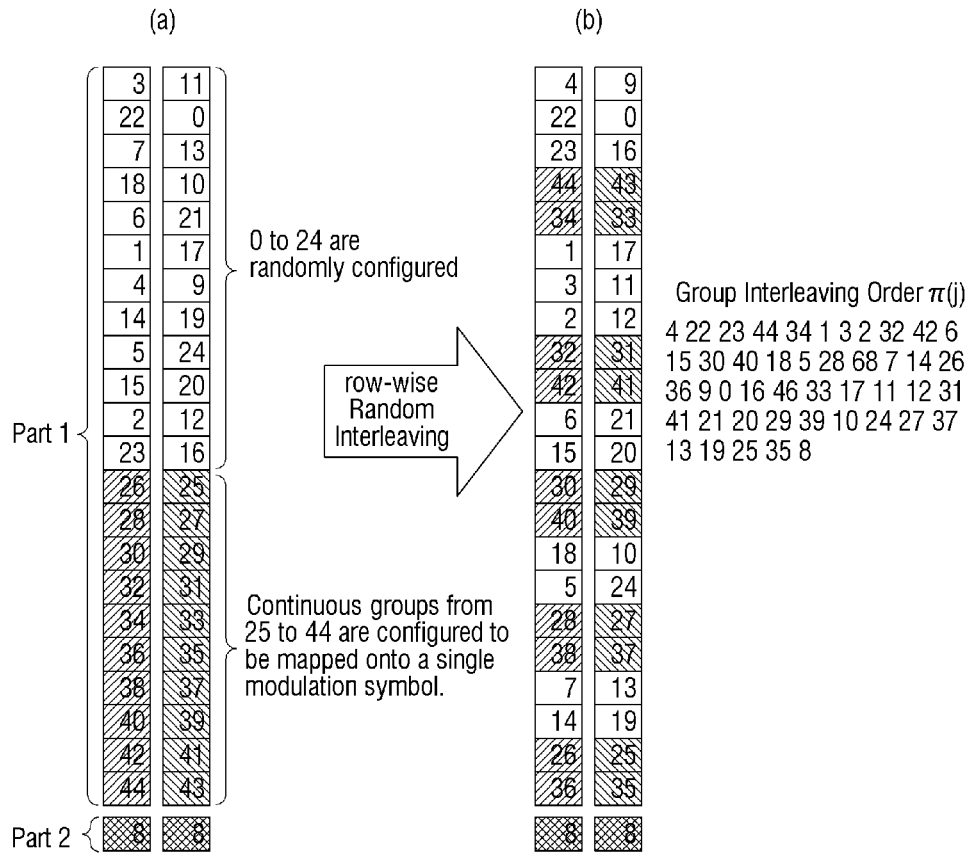 (a)
(b)
3 11
22 0
7 13
18 10
6 21
1 17
4 9
14 19
5 24
15 20
2 12
23 16
26 25
28 27
30 29
32 31
34 33
36 35
38 37
40 39
42 41
44 43
8 8
Part 1
Part 2
0 to 24 are
randomly configured
Continuous groups from
25 to 44 are configured to
be mapped onto a single
modulation symbol.
row-wise
Random
Interleaving
4 9
22 0
23 16
44 43
34 33
1 17
3 11
2 12
32 31
42 41
6 21
15 20
30 29
40 39
18 10
5 24
28 27
38 37
7 13
14 19
26 25
36 35
8 8
Group Interleaving Order π(j)
4 22 23 44 34 1 3 2 32 42 6
15 30 40 18 5 28 68 7 14 26
36 9 0 16 46 33 17 11 12 31
41 21 20 29 39 10 24 27 37
13 19 25 35 8